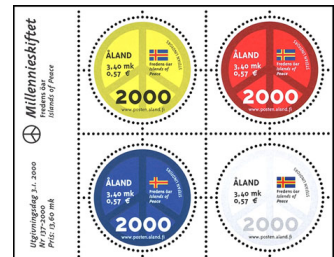 Millennieskiftet
Fredens öar
Islands of Peace
Utgivningsdag 3.1. 2000
Nr 137-2000
Pris: 13,60 mk
ÅLAND
3,40 mk
0,57 €
Fredens öar
Islands of
Peace
2000
www.posten.aland.fi
ÅLAND
3,40 mk
0,57 €
Fredens öar
Islands of
Peace
2000
www.posten.aland.fi
ÅLAND
3,40 mk
0,57 €
Fredens öar
Islands of
Peace
2000
www.posten.aland.fi
ÅLAND
3,40 mk
0,57 €
Fredens öar
Islands of
Peace
2000
www.posten.aland.fi